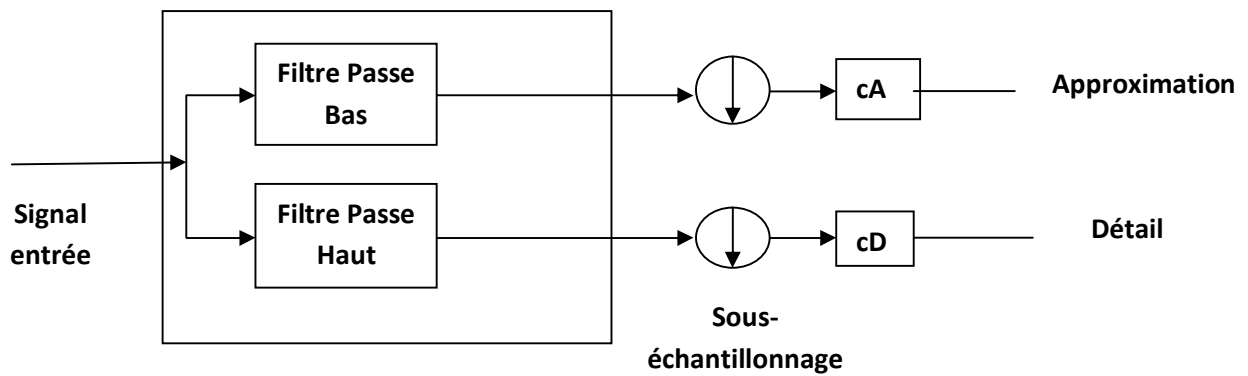 Filtre Passe
Bas
cA
Approximation
Signal
entrée
Filtre Passe
Haut
cD
Détail
Sous-
échantillonnage